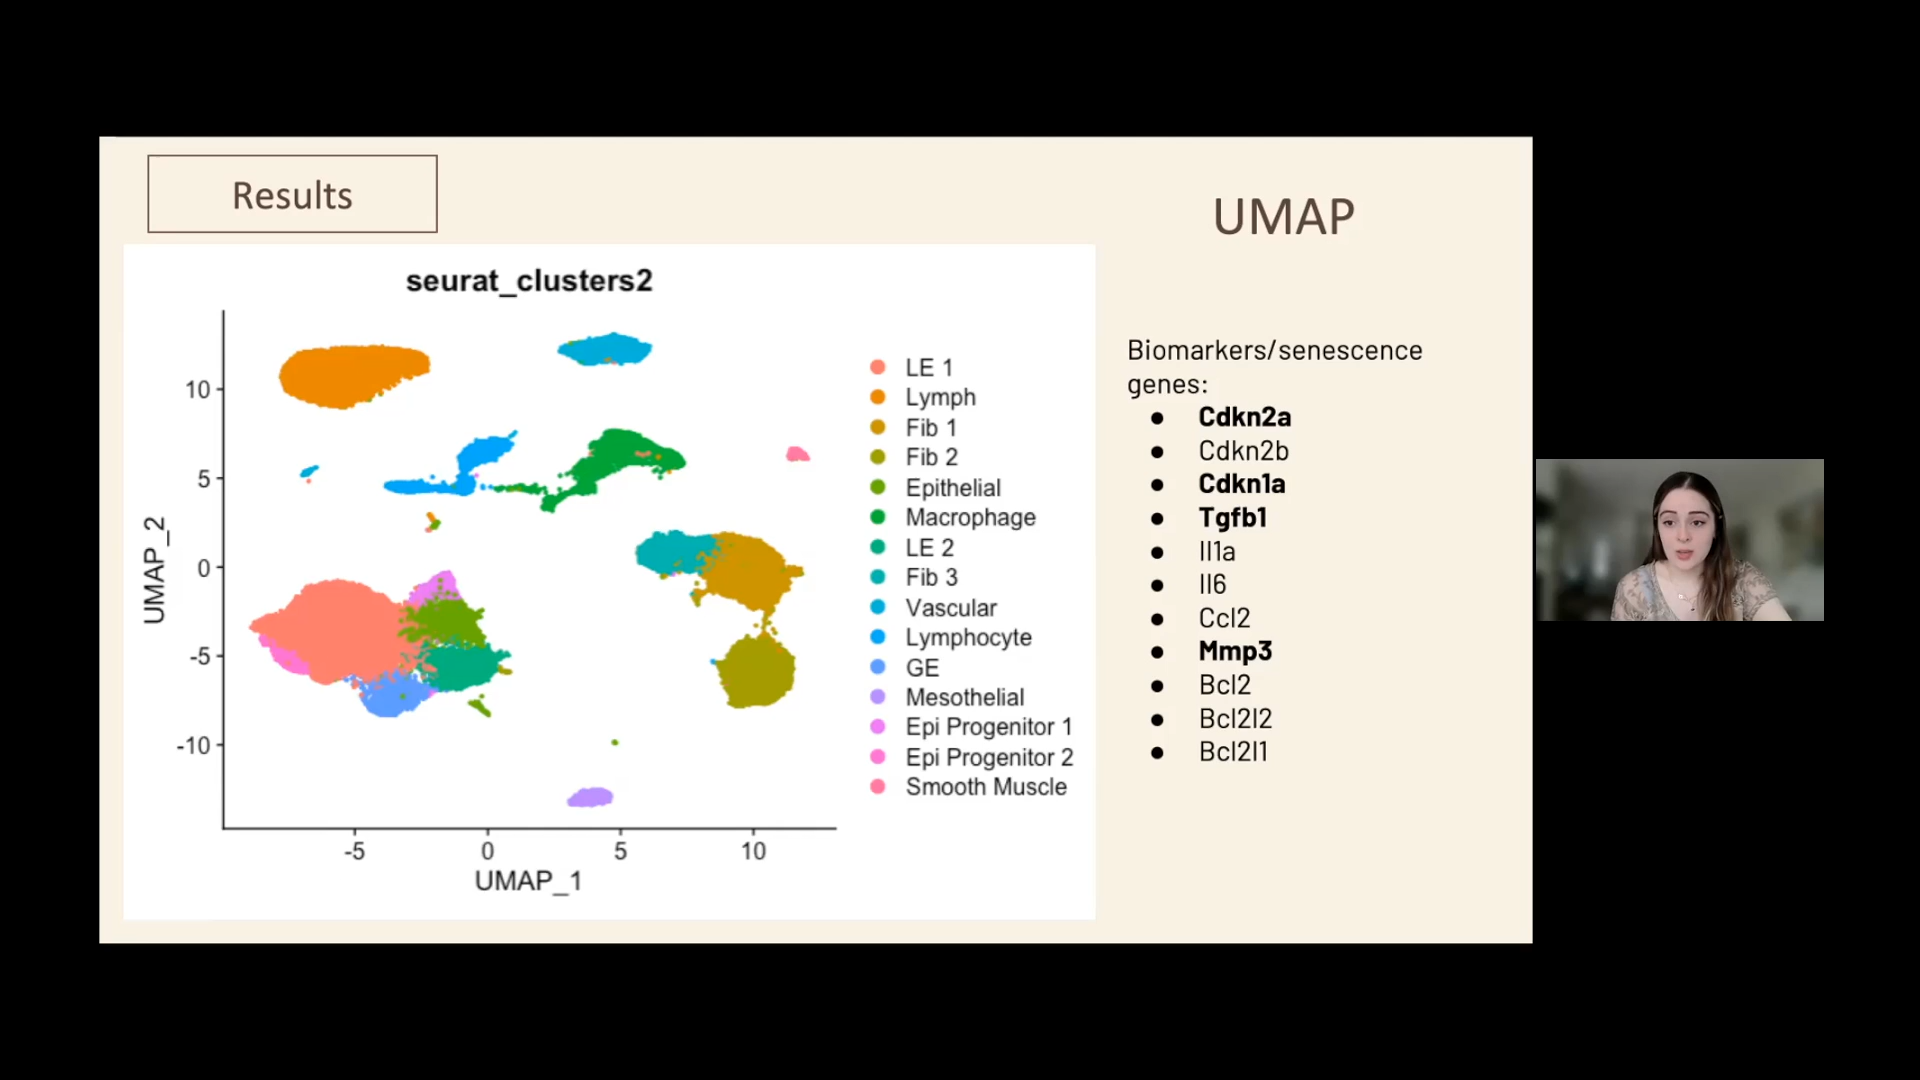 Results
UMAP
seurat_clusters2
UMAP_2
10
5
0
-5
-10
-5
0
5
10
UMAP_1
LE 1
Lymph
Fib 1
Fib 2
Epithelial
Macrophage
LE 2
Fib 3
Vascular
Lymphocyte
GE
Mesothelial
Epi Progenitor 1
Epi Progenitor 2
Smooth Muscle
Biomarkers/senescence
genes:
● Cdkn2a
● Cdkn2b
● Cdkn1a
● Tgfb1
● Il1a
● Il6
● Ccl2
● Mmp3
● Bcl2
● Bcl2l2
● Bcl2l1